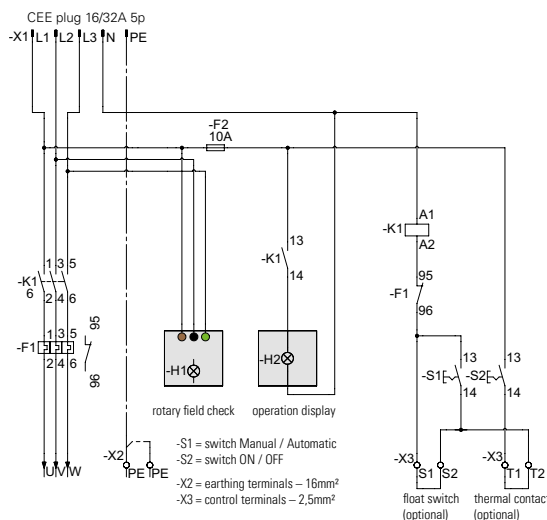 CEE plug 16/32A 5p
-X1 L1 L2 L3 N PE
-F2
10A
A1
-K1
A2
13
-K1
14
1 3 5
-K1
6
2 4 6
95
-F1
96
1 3 5
-F1
2 4 6
95
96
-H1
-H2
-S1
13
14
-S2
13
14
rotary field check
operation display
-S1 = switch Manual / Automatic
-S2 = switch ON / OFF
-X2 = earthing terminals – 16mm²
-X3 = control terminals – 2,5mm²
U V W
-X2
PE PE
-X3
S1 S2
-X3
T1 T2
float switch
(optional)
thermal contact
(optional)